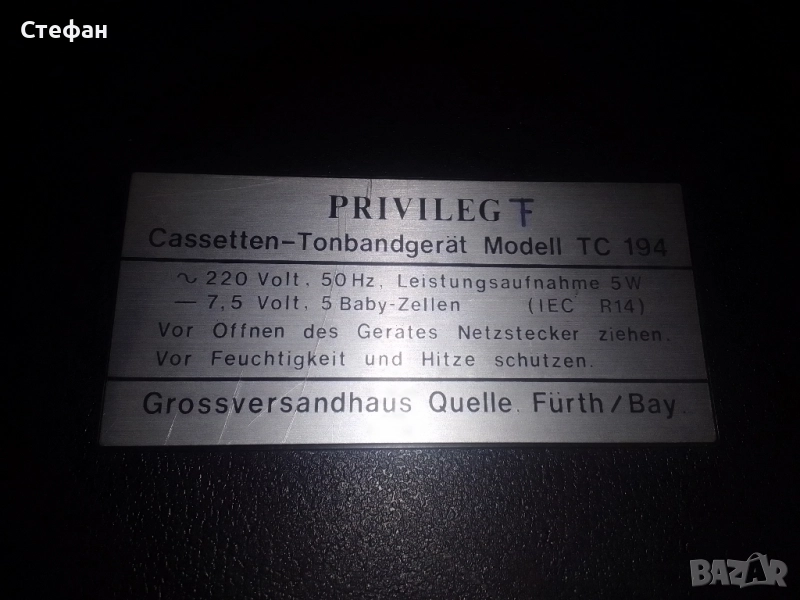 Стефан
PRIVILEG F
Cassetten-Tonbandgerät Modell TC 194
~ 220 Volt, 50 Hz, Leistungsaufnahme 5W
— 7,5 Volt, 5 Baby-Zellen (IEC R14)
Vor Offnen des Gerates Netzstecker ziehen.
Vor Feuchtigkeit und Hitze schutzen.
Grossversandhaus Quelle. Fürth/Bay.
BAZAR